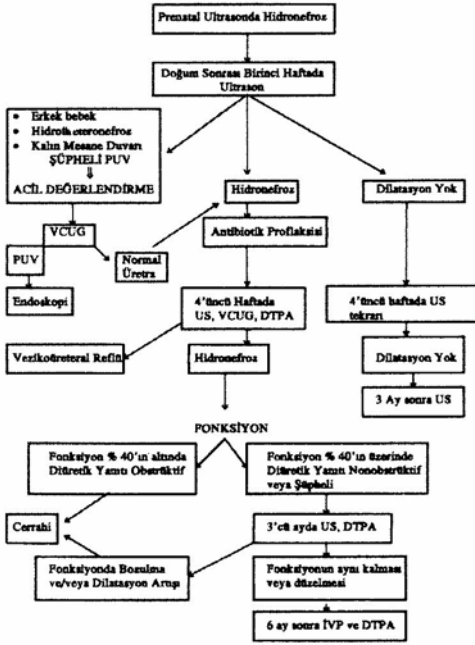 Prenatal Ultrasonda Hidronefroz
Doğum Sonrası Birinci Haftada
Ultrason
• Erkek bebek
• Hidroüreteronefroz
• Kalın Mesane Duvarı
ŞÜPHELİ PUV
⇓
ACİL DEĞERLENDİRME
Hidronefroz
Dilatasyon Yok
VCUG
PUV
Normal
Üretra
Antibiotik Proflaksisi
Endoskopi
4'üncü Haftada
US, VCUG, DTPA
4'üncü haftada US
tekrarı
Vezikoüreteral Reflü
Hidronefroz
Dilatasyon Yok
3 Ay sonra US
FONKSİYON
Fonksiyon % 40'ın altında
Diüretik Yanıtı Obstrüktif
Fonksiyon % 40'ın üzerinde
Diüretik Yanıtı Nonobstrüktif
veya Şüpheli
Cerrahi
3'cü ayda US, DTPA
Fonksiyonda Bozulma
ve/veya Dilatasyon Artışı
Fonksiyonun aynı kalması
veya düzelmesi
6 ay sonra İVP ve DTPA